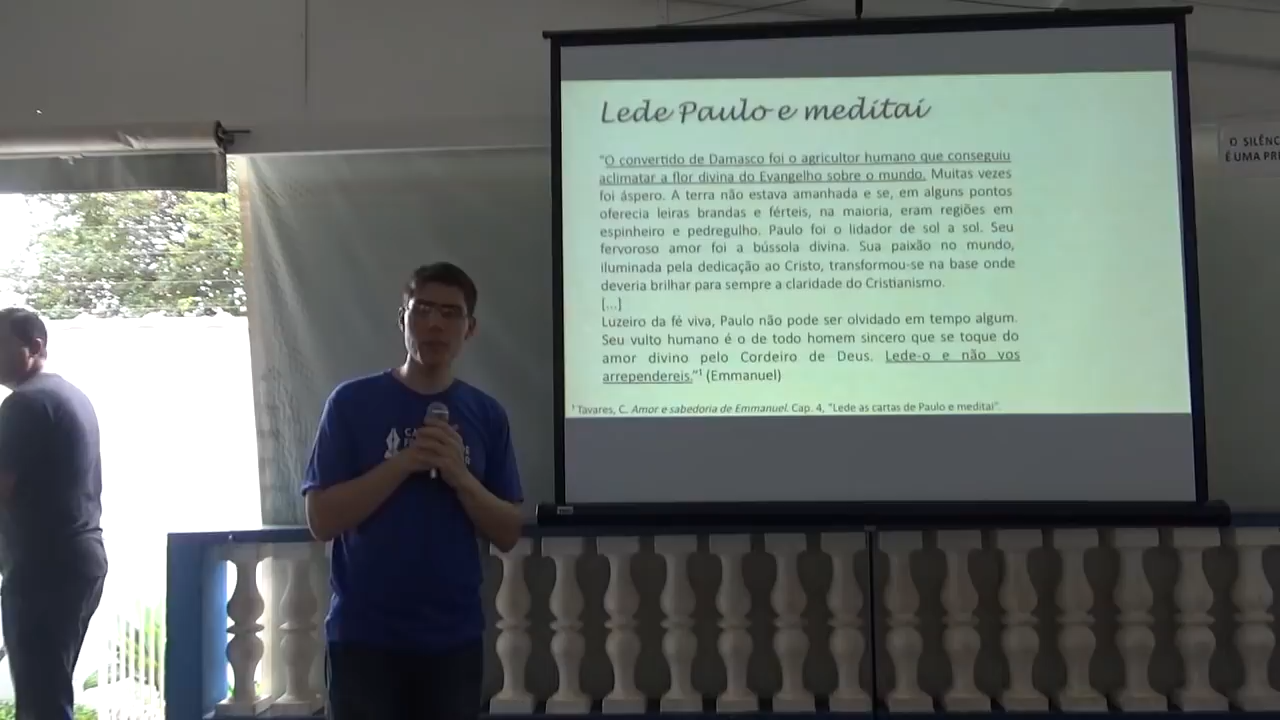 Lede Paulo e meditai
"O convertido de Damasco foi o agricultor humano que conseguiu
aclimatar a flor divina do Evangelho sobre o mundo. Muitas vezes
foi áspero. A terra não estava amanhada e se, em alguns pontos
oferecia leiras brandas e férteis, na maioria, eram regiões em
espinheiro e pedregulho. Paulo foi o lidador de sol a sol. Seu
fervoroso amor foi a bússola divina. Sua paixão no mundo,
iluminada pela dedicação ao Cristo, transformou-se na base onde
deveria brilhar para sempre a claridade do Cristianismo.
[...]
Luzeiro da fé viva, Paulo não pode ser olvidado em tempo algum.
Seu vulto humano é o de todo homem sincero que se toque do
amor divino pelo Cordeiro de Deus. Lede-o e não vos
arrependereis."¹ (Emmanuel)
¹ Tavares, C. Amor e sabedoria de Emmanuel. Cap. 4, "Lede as cartas de Paulo e meditai".
O SILÊNC
É UMA PRE